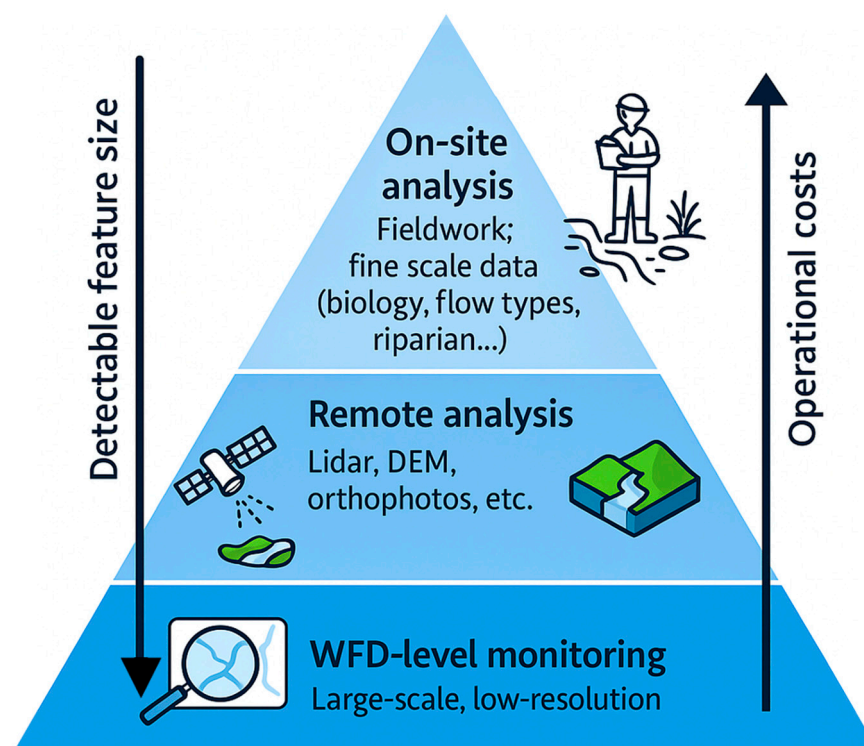 Detectable feature size
On-site
analysis
Fieldwork;
fine scale data
(biology, flow types,
riparian...)
Operational costs
Remote analysis
Lidar, DEM,
orthophotos, etc.
WFD-level monitoring
Large-scale, low-resolution